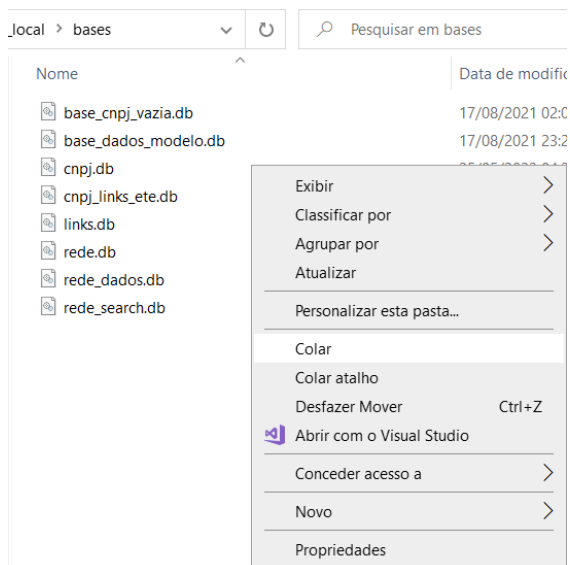 _local > bases
Pesquisar em bases
Nome
Data de modific
base_cnpj_vazia.db
17/08/2021 02:0
base_dados_modelo.db
17/08/2021 23:2
cnpj.db
cnpj_links_ete.db
links.db
rede.db
rede_dados.db
rede_search.db
Exibir
Classificar por
Agrupar por
Atualizar
Personalizar esta pasta...
Colar
Colar atalho
Desfazer Mover Ctrl+Z
Abrir com o Visual Studio
Conceder acesso a
Novo
Propriedades